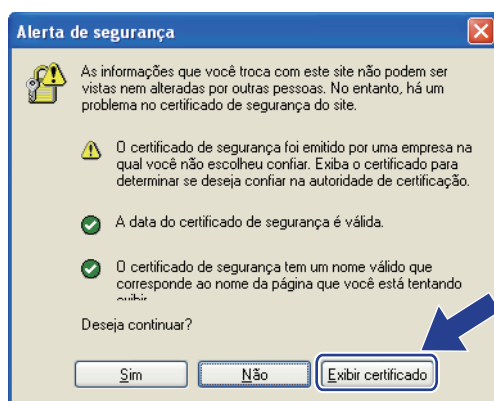 Alerta de segurança
As informações que você troca com este site não podem ser
vistas nem alteradas por outras pessoas. No entanto, há um
problema no certificado de segurança do site.
O certificado de segurança foi emitido por uma empresa na
qual você não escolheu confiar. Exiba o certificado para
determinar se deseja confiar na autoridade de certificação.
A data do certificado de segurança é válida.
O certificado de segurança tem um nome válido que
corresponde ao nome da página que você está tentando
Deseja continuar?
Sim
Não
Exibir certificado